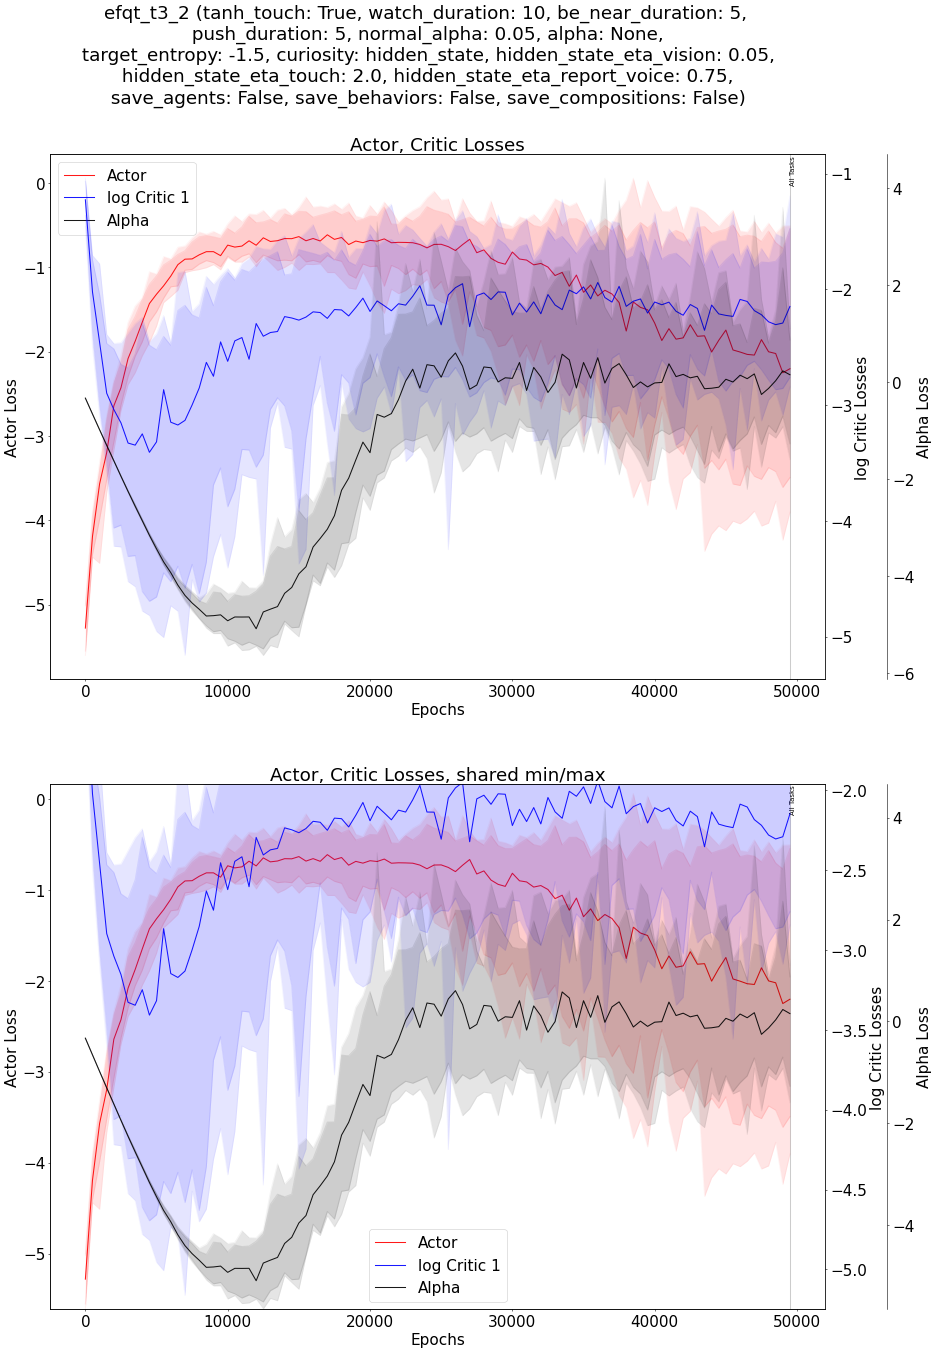 efqt_t3_2 (tanh_touch: True, watch_duration: 10, be_near_duration: 5,
push_duration: 5, normal_alpha: 0.05, alpha: None,
target_entropy: -1.5, curiosity: hidden_state, hidden_state_eta_vision: 0.05,
hidden_state_eta_touch: 2.0, hidden_state_eta_report_voice: 0.75,
save_agents: False, save_behaviors: False, save_compositions: False)
Actor, Critic Losses
Actor
log Critic 1
Alpha
All Tasks
0
−1
−2
−3
−4
−5
Actor Loss
−1
−2
−3
−4
−5
log Critic Losses
4
2
0
−2
−4
−6
Alpha Loss
0
10000
20000
30000
40000
50000
Epochs
Actor, Critic Losses, shared min/max
All Tasks
0
−1
−2
−3
−4
−5
Actor Loss
−2.0
−2.5
−3.0
−3.5
−4.0
−4.5
−5.0
log Critic Losses
4
2
0
−2
−4
Alpha Loss
Actor
log Critic 1
Alpha
0
10000
20000
30000
40000
50000
Epochs